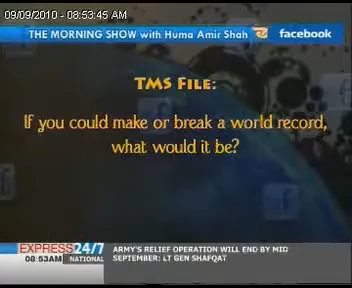 09/09/2010 - 08:53:45 AM
THE MORNING SHOW with Huma Amir Shah facebook
TMS FILE:
If you could make or break a world record,
what would it be?
EXPRESS 24/7
ARMY'S RELIEF OPERATION WILL END BY MID
08:53AM NATIONAL
SEPTEMBER: LT GEN SHAFQAT